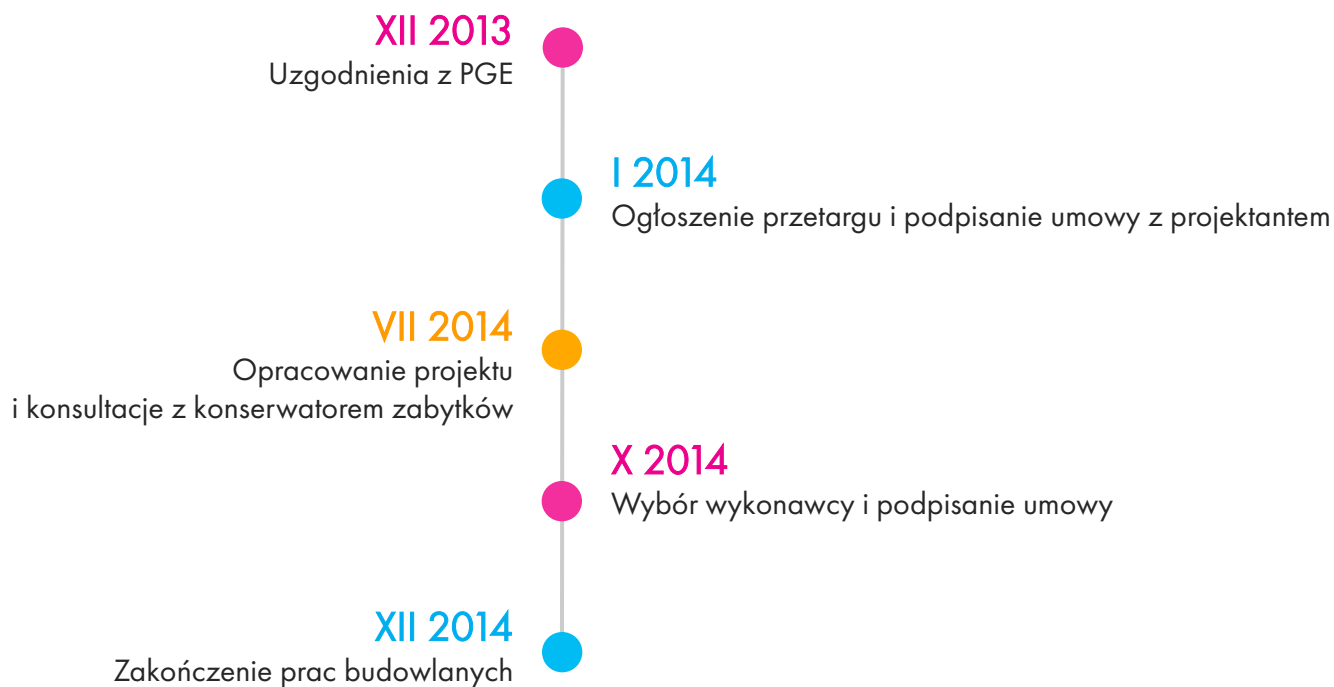 XII 2013
Uzgodnienia z PGE
I 2014
Ogłoszenie przetargu i podpisanie umowy z projektantem
VII 2014
Opracowanie projektu
i konsultacje z konserwatorem zabytków
X 2014
Wybór wykonawcy i podpisanie umowy
XII 2014
Zakończenie prac budowlanych